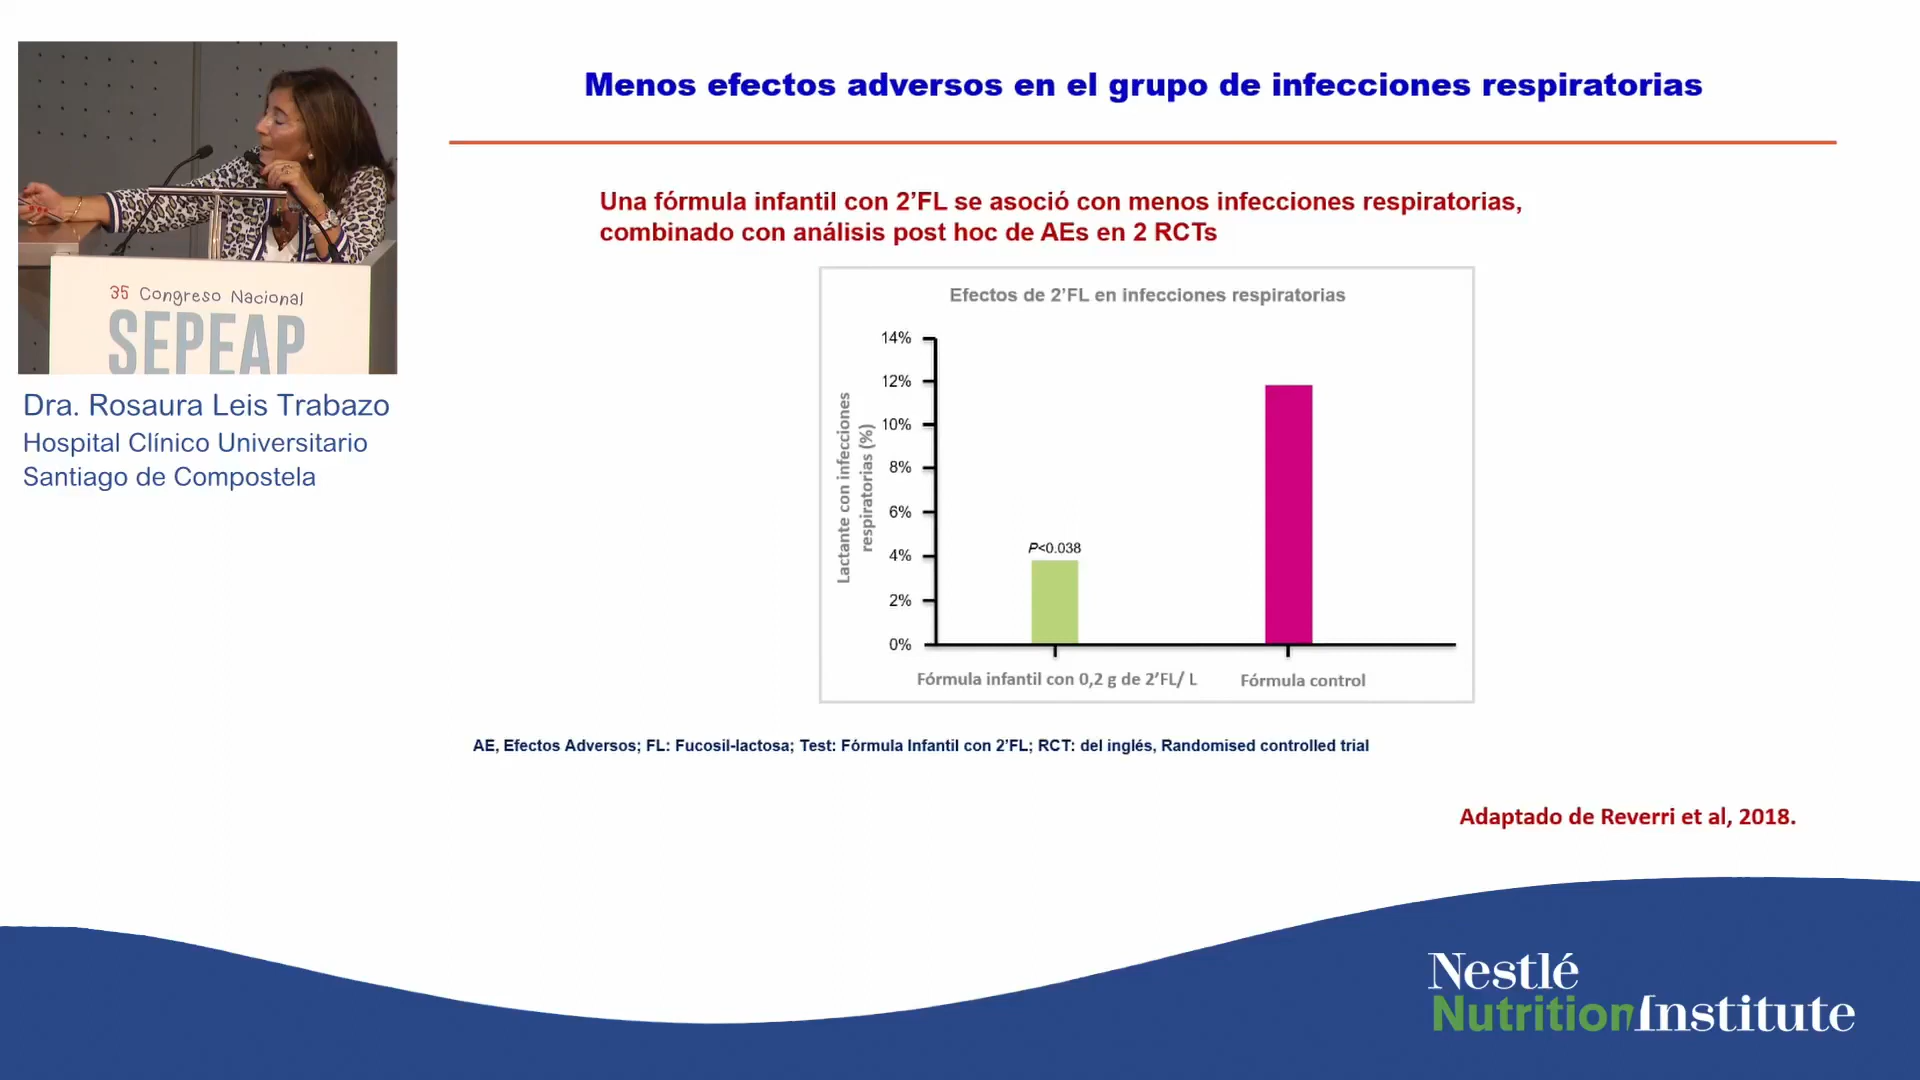 35 Congreso Nacional
SEPEAP
Dra. Rosaura Leis Trabazo
Hospital Clínico Universitario
Santiago de Compostela
Menos efectos adversos en el grupo de infecciones respiratorias
Una fórmula infantil con 2’FL se asoció con menos infecciones respiratorias,
combinado con análisis post hoc de AEs en 2 RCTs
Efectos de 2’FL en infecciones respiratorias
Lactante con infecciones
respiratorias (%)
14%
12%
10%
8%
6%
4%
2%
0%
P<0.038
Fórmula infantil con 0,2 g de 2’FL/ L
Fórmula control
AE, Efectos Adversos; FL: Fucosil-lactosa; Test: Fórmula Infantil con 2’FL; RCT: del inglés, Randomised controlled trial
Adaptado de Reverri et al, 2018.
Nestlé
NutritionInstitute